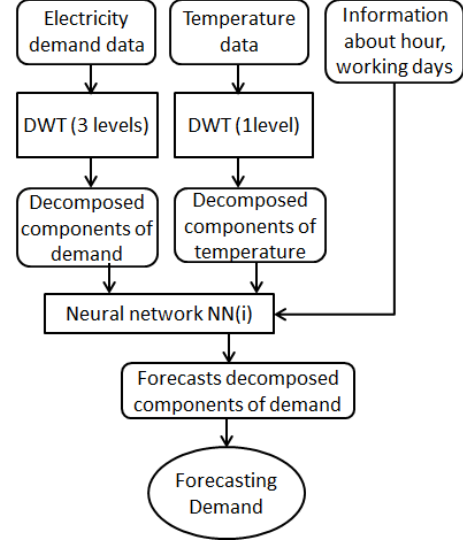 Electricity
demand data
Temperature
data
Information
about hour,
working days
DWT (3 levels)
DWT (1level)
Decomposed
components of
demand
Decomposed
components of
temperature
Neural network NN(i)
Forecasts decomposed
components of demand
Forecasting
Demand